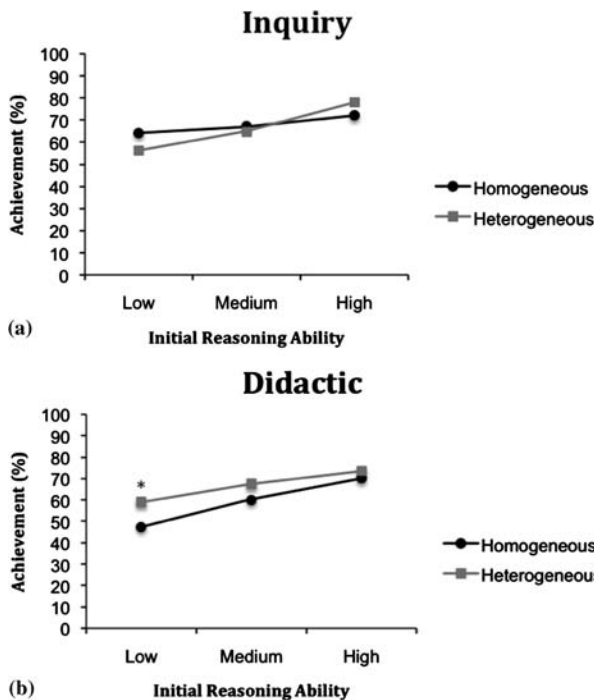 Inquiry
100
90
80
70
60
50
40
30
20
10
0
Achievement (%)
Low Medium High
Initial Reasoning Ability
Homogeneous
Heterogeneous
(a)
Didactic
100
90
80
70
60
50
40
30
20
10
0
Achievement (%)
*
Low Medium High
Initial Reasoning Ability
Homogeneous
Heterogeneous
(b)